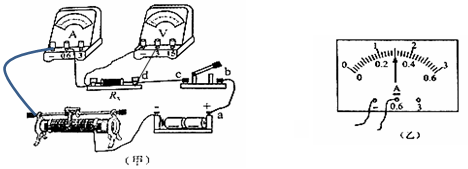 A
- 0.6 3
V
- 3 15
d
c
b
Rx
- +
a
(甲)
0 1 2 3
0 0.2 0.4 0.6
A
- 0.6 3
(乙)